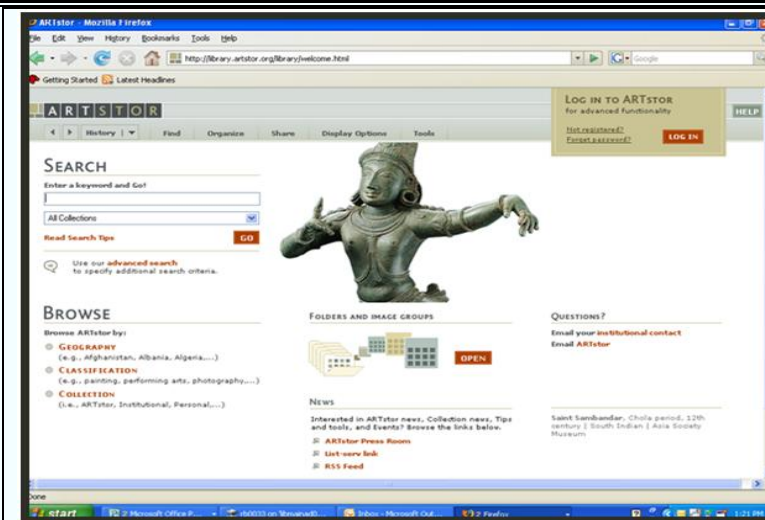 ARTstor - Mozilla Firefox
File Edit View History Bookmarks Tools Help
http://library.artstor.org/library/welcome.html
Google
Getting Started Latest Headlines
ARTSTOR
LOG IN TO ARTSTOR
for advanced functionality
Not registered?
Forgot password?
LOG IN
HELP
History Find Organize Share Display Options Tools
SEARCH
Enter a keyword and Go!
All Collections
Read Search Tips
GO
Use our advanced search
to specify additional search criteria.
BROWSE
Browse ARTstor by:
GEOGRAPHY
(e.g., Afghanistan, Albania, Algeria,...)
CLASSIFICATION
(e.g., painting, performing arts, photography,...)
COLLECTION
(i.e., ARTstor, Institutional, Personal,...)
FOLDERS AND IMAGE GROUPS
OPEN
NEWS
Interested in ARTstor news, Collection news, Tips
and tools, and Events? Browse the links below.
ARTstor Press Room
List-serv link
RSS Feed
QUESTIONS?
Email your institutional contact
Email ARTstor
Saint Sambandar, Chola period, 12th
century | South Indian | Asia Society
Museum
Done
start 2 Microsoft Office P... Inbox - Microsoft Out... 2 Firefox 1:21 PM